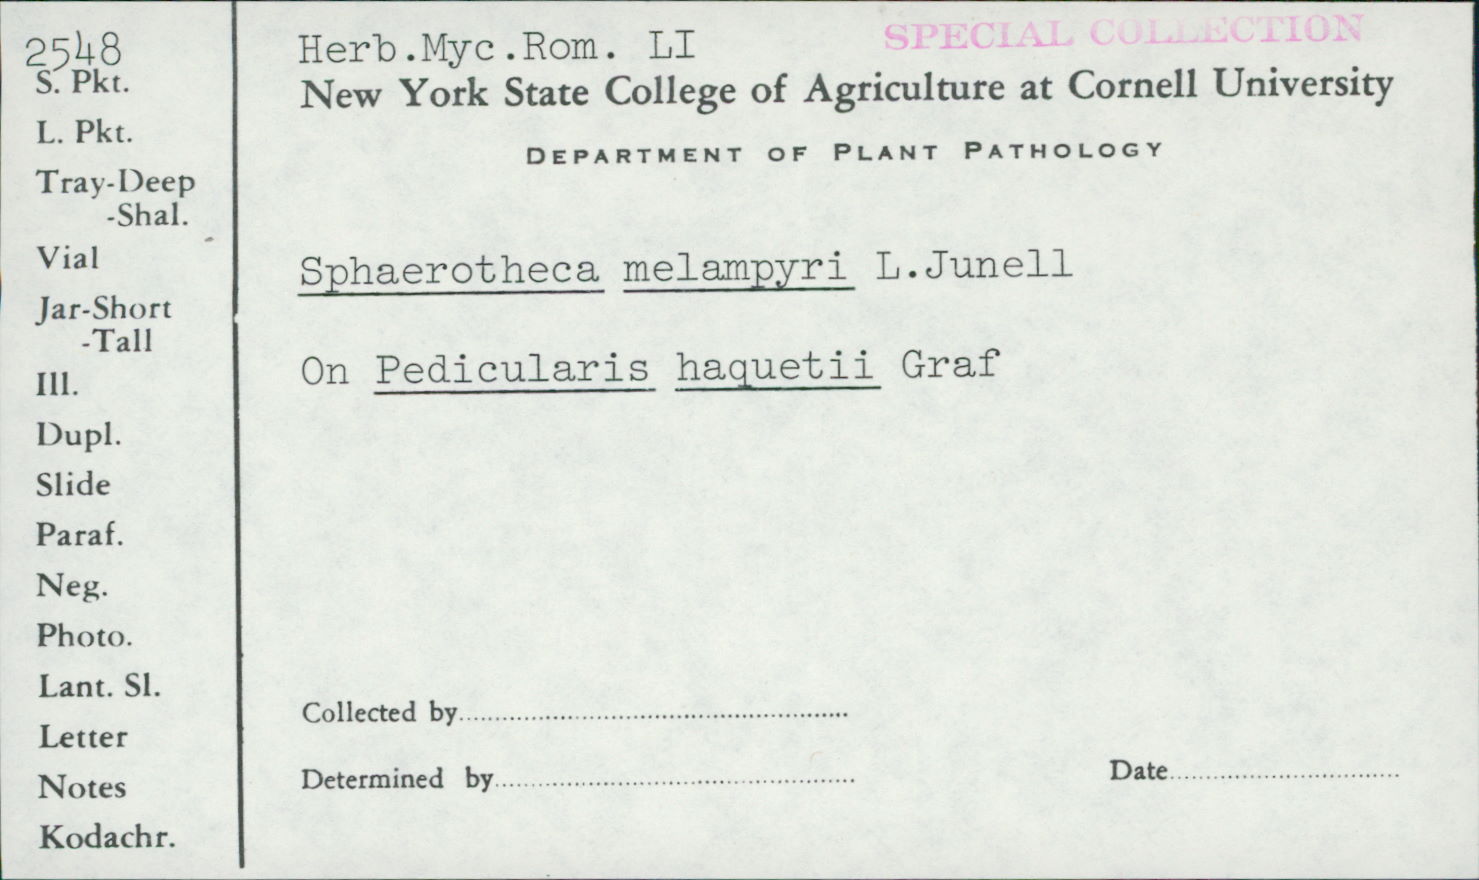 2548
S. Pkt.
L. Pkt.
Tray-Deep
-Shal.
Vial
Jar-Short
-Tall
Ill.
Dupl.
Slide
Paraf.
Neg.
Photo.
Lant. Sl.
Letter
Notes
Kodachr.
Herb.Myc.Rom. LI
SPECIAL COLLECTION
New York State College of Agriculture at Cornell University
DEPARTMENT OF PLANT PATHOLOGY
Sphaerotheca melampyri L.Junell
On Pedicularis haquetii Graf
Collected by
Determined by
Date